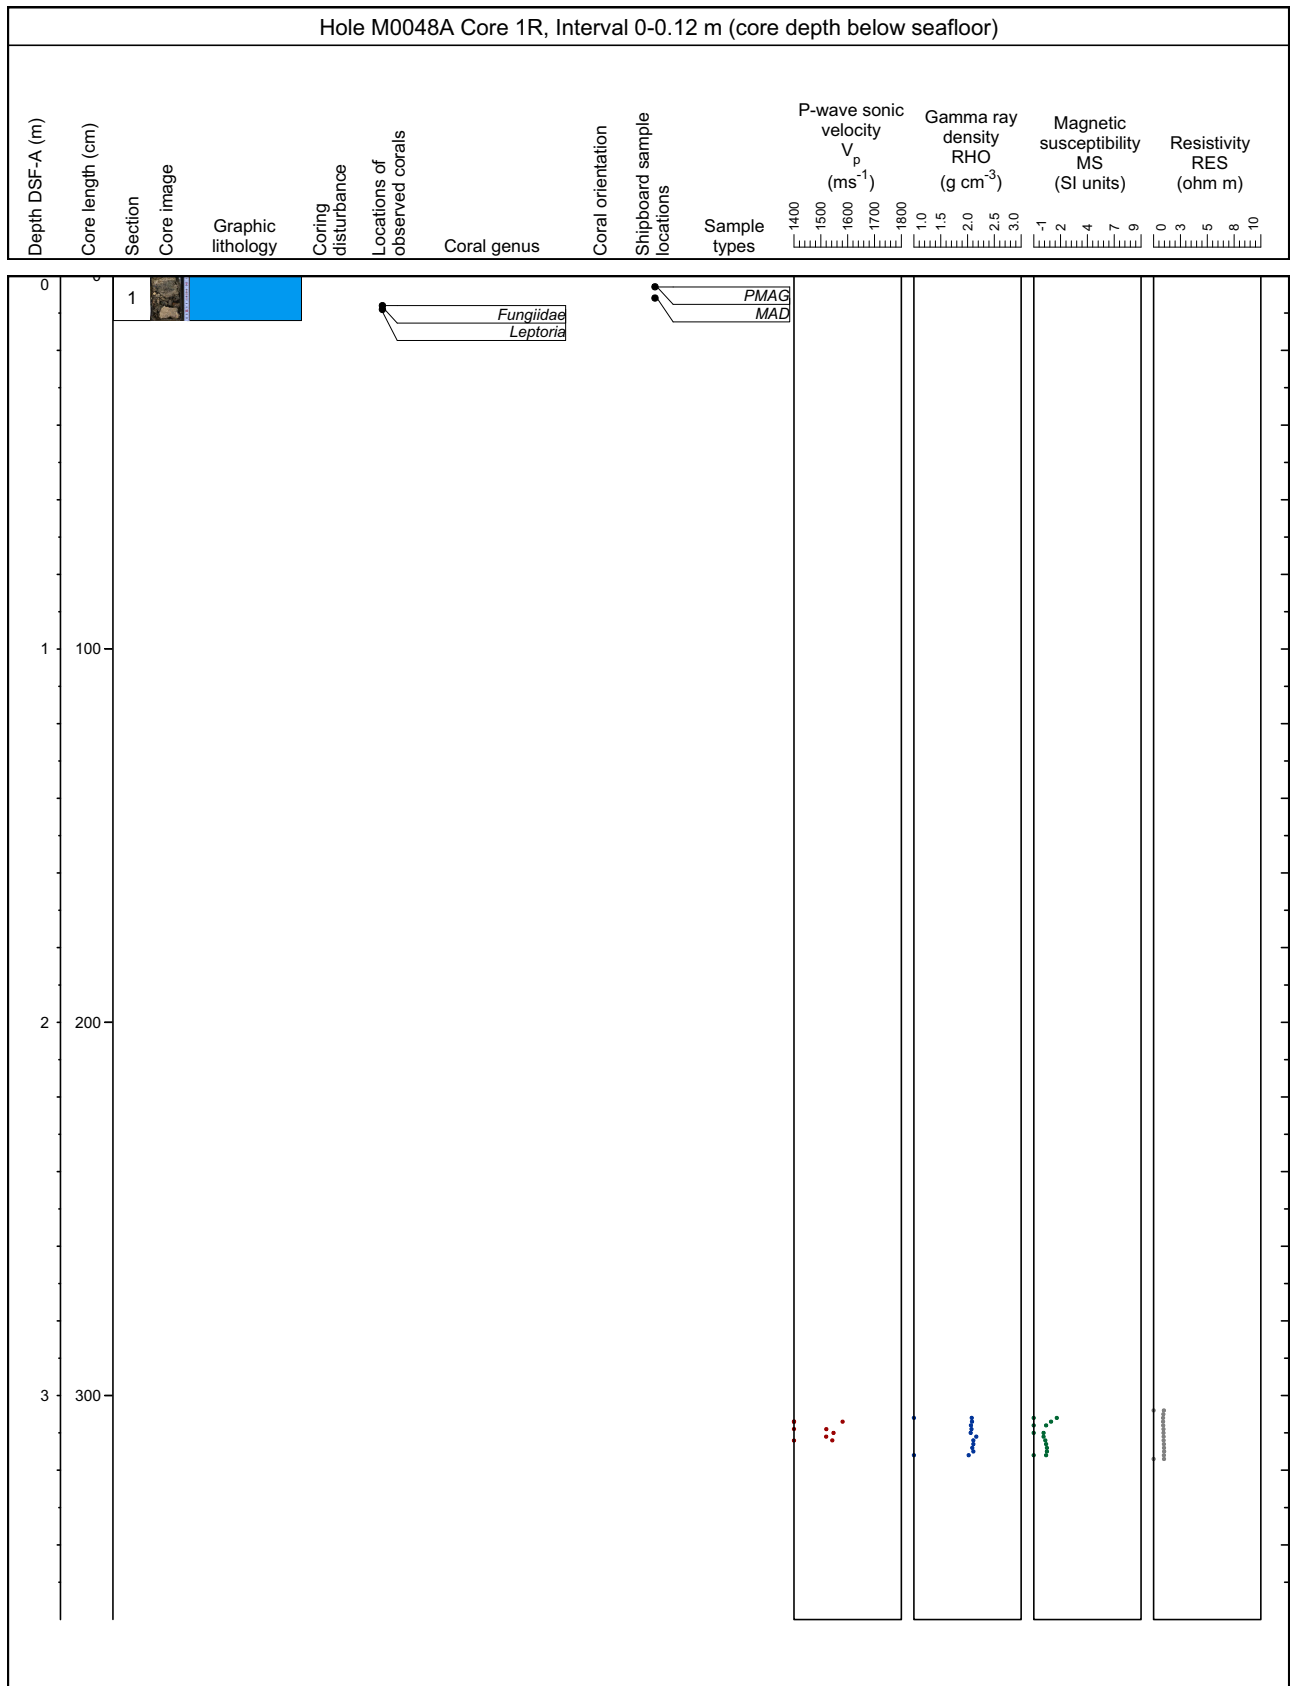 Hole M0048A Core 1R, Interval 0-0.12 m (core depth below seafloor)
Depth DSF-A (m)
Core length (cm)
Section
Core image
Graphic
lithology
Coring
disturbance
Locations of
observed corals
Coral genus
Coral orientation
Shipboard sample
locations
Sample
types
P-wave sonic
velocity
Vp
(ms-1)
1400 1500 1600 1700 1800
Gamma ray
density
RHO
(g cm-3)
1.0 1.5 2.0 2.5 3.0
Magnetic
susceptibility
MS
(SI units)
-1 2 4 7 9
Resistivity
RES
(ohm m)
0 3 5 8 10
0
1
PMAG
MAD
Fungiidae
Leptoria
1 100
2 200
3 300